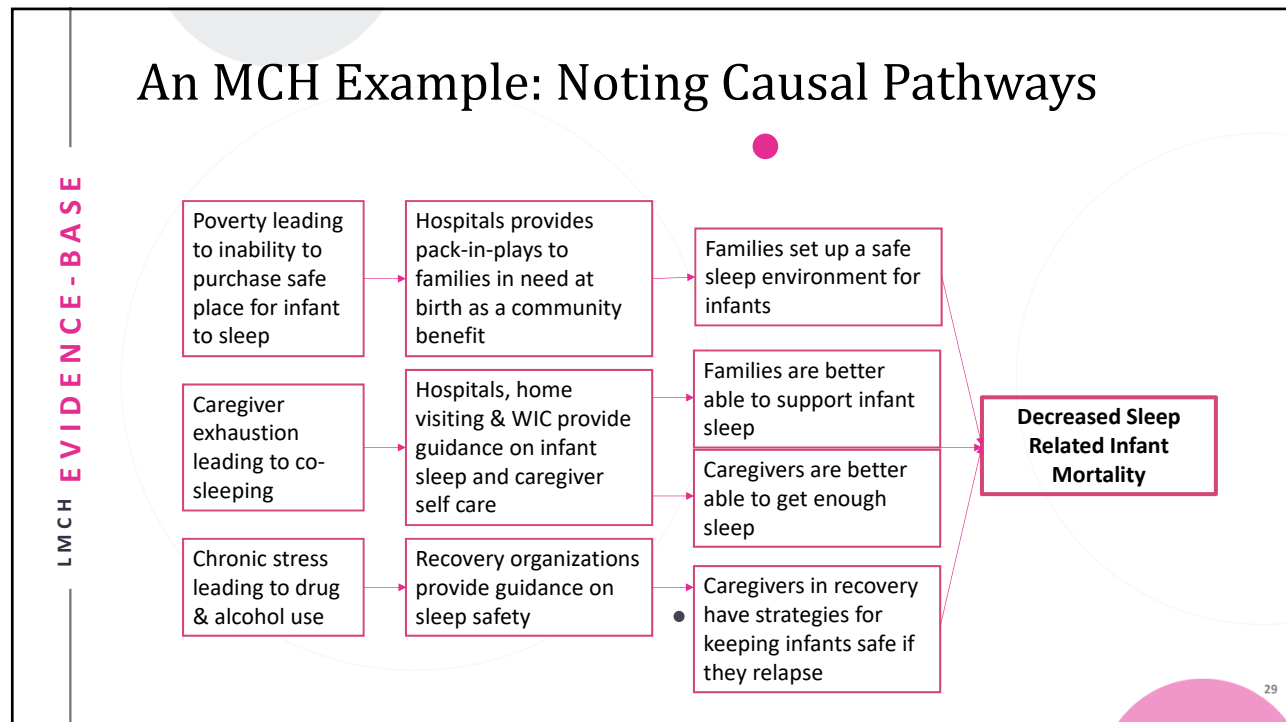 An MCH Example: Noting Causal Pathways
LMCH EVIDENCE-BASE
Poverty leading
to inability to
purchase safe
place for infant
to sleep
Hospitals provides
pack-in-plays to
families in need at
birth as a community
benefit
Families set up a safe
sleep environment for
infants
Caregiver
exhaustion
leading to co-
sleeping
Hospitals, home
visiting & WIC provide
guidance on infant
sleep and caregiver
self care
Families are better
able to support infant
sleep
Caregivers are better
able to get enough
sleep
Chronic stress
leading to drug
& alcohol use
Recovery organizations
provide guidance on
sleep safety
Caregivers in recovery
have strategies for
keeping infants safe if
they relapse
Decreased Sleep
Related Infant
Mortality
29